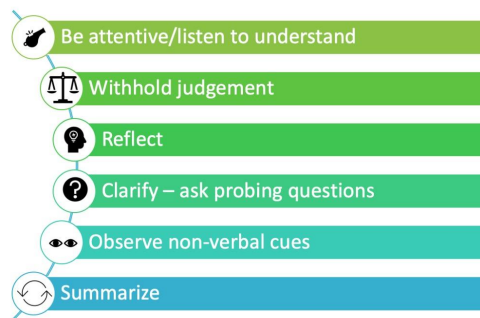 Be attentive/listen to understand
Withhold judgement
Reflect
Clarify – ask probing questions
Observe non-verbal cues
Summarize